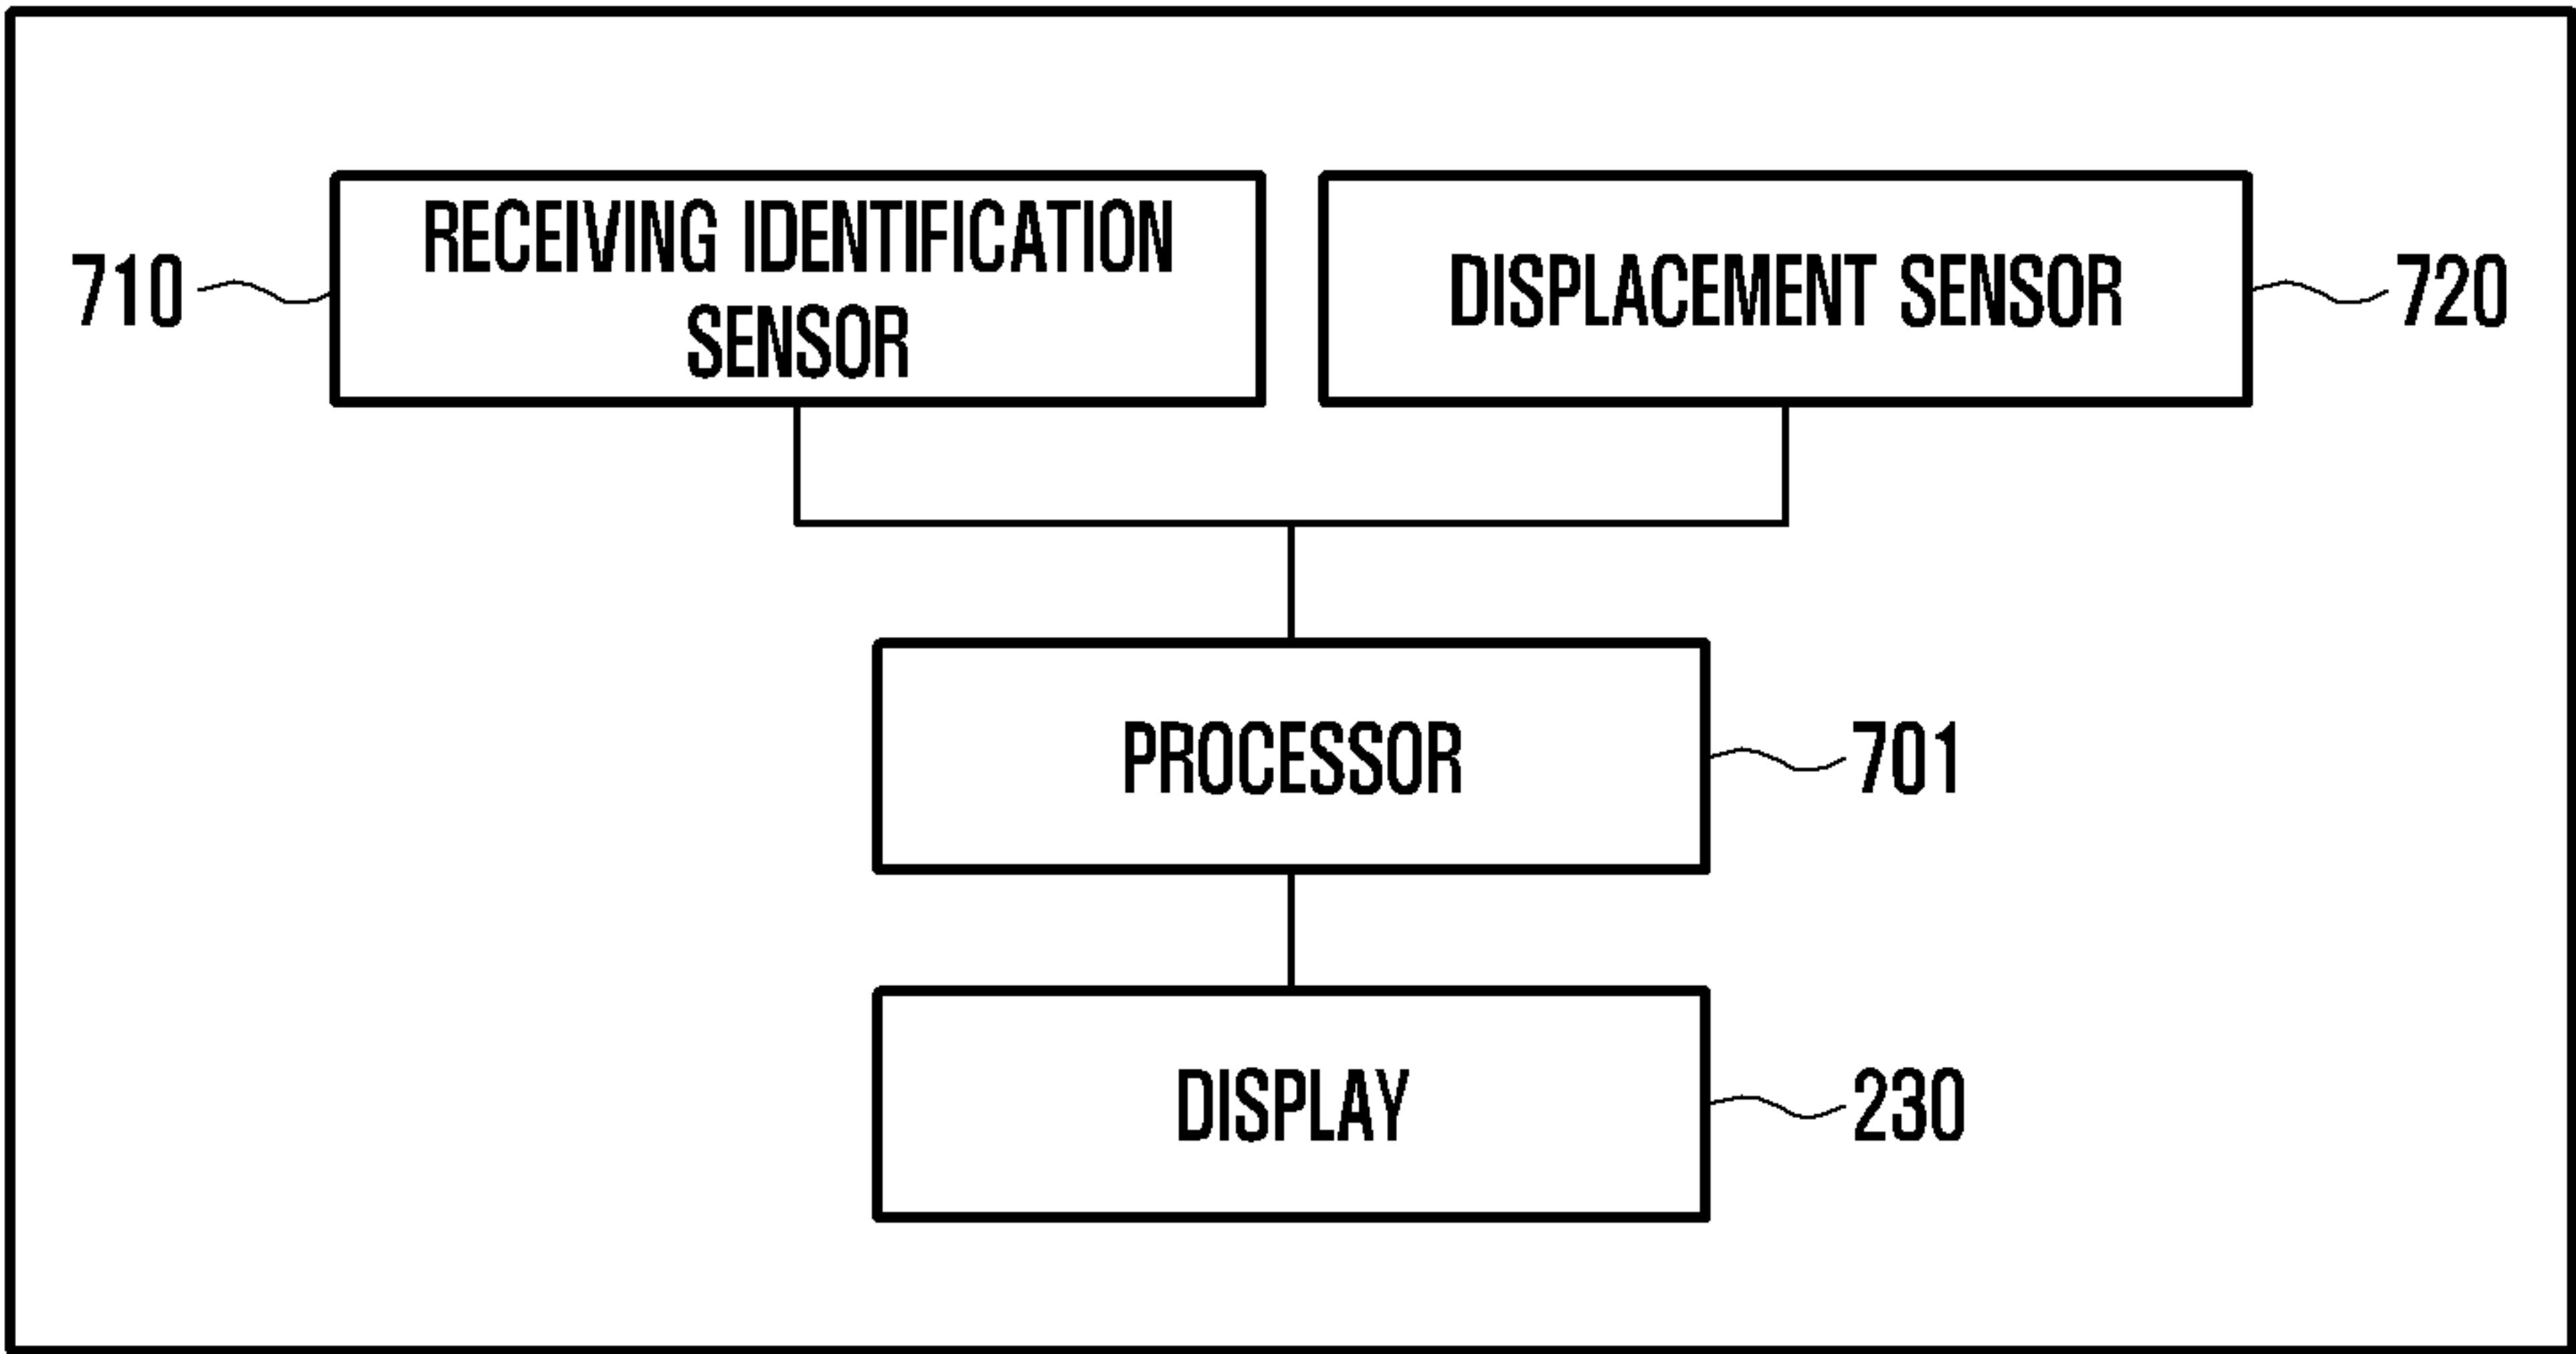 RECEIVING IDENTIFICATION
SENSOR
710
DISPLACEMENT SENSOR
720
PROCESSOR
701
DISPLAY
230